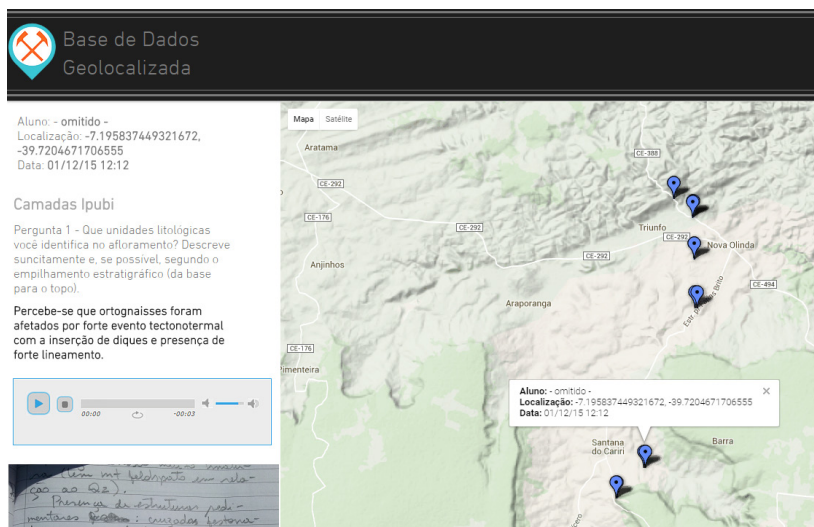 Base de Dados
Geolocalizada
Aluno: - omitido -
Localização: -7.195837449321672,
-39.7204671706555
Data: 01/12/15 12:12
Camadas Ipubi
Pergunta 1 - Que unidades litológicas
você identifica no afloramento? Descreve
suncitamente e, se possível, segundo o
empilhamento estratigráfico (da base
para o topo).
Percebe-se que ortognaisses foram
afetados por forte evento tectonotermal
com a inserção de diques e presença de
forte lineamento.
00:00
-00:03
(têm mt feldspato em rela-
ção ao Qz).
Presença de estruturas sedi-
mentares
: cruzadas
Mapa
Satélite
Aratama
CE-388
CE-292
CE-176
CE-292
Triunfo
CE-292
Nova Olinda
CE-292
Anjinhos
CE-494
Araporanga
Estr. p/ Brito
CE-176
Pimenteira
Aluno: - omitido -
Localização: -7.195837449321672, -39.7204671706555
Data: 01/12/15 12:12
Santana
do Cariri
Barra